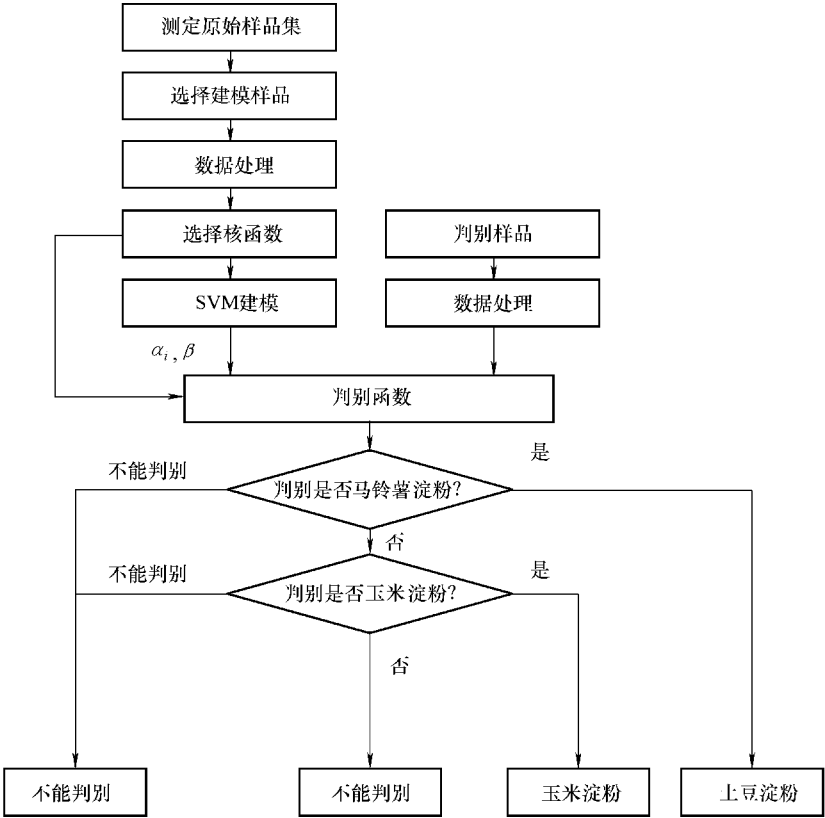 测定原始样品集
选择建模样品
数据处理
选择核函数
判别样品
SVM建模
数据处理
αi, β
判别函数
是
不能判别
判别是否马铃薯淀粉?
否
不能判别
是
判别是否玉米淀粉?
否
不能判别
不能判别
玉米淀粉
土豆淀粉